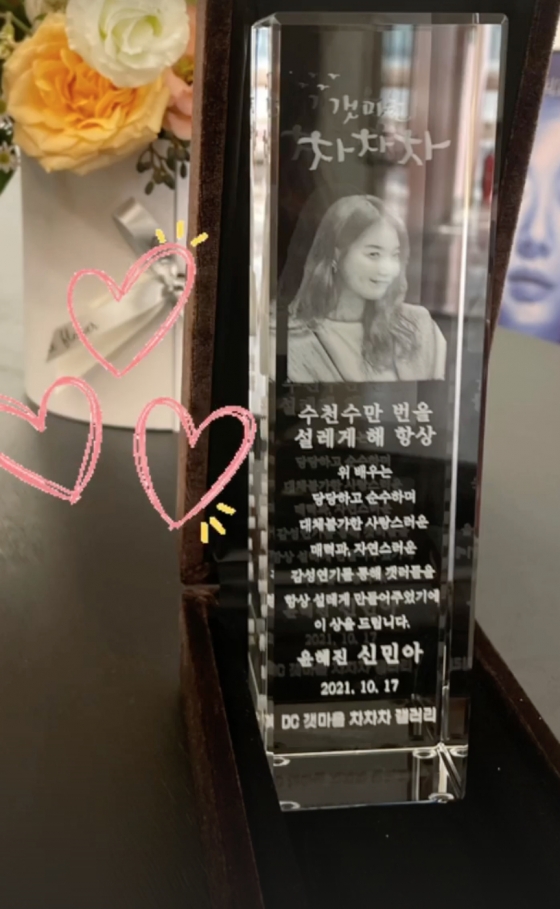 갯마을
차차차
수천수만 번을
설레게 해 항상
위 배우는
당당하고 순수하며
대체불가한 사랑스러운
매력과, 자연스러운
감성연기를 통해 갯러들을
항상 설레게 만들어주었기에
이 상을 드립니다.
윤혜진 신민아
2021. 10. 17
DC 갯마을 차차차 갤러리